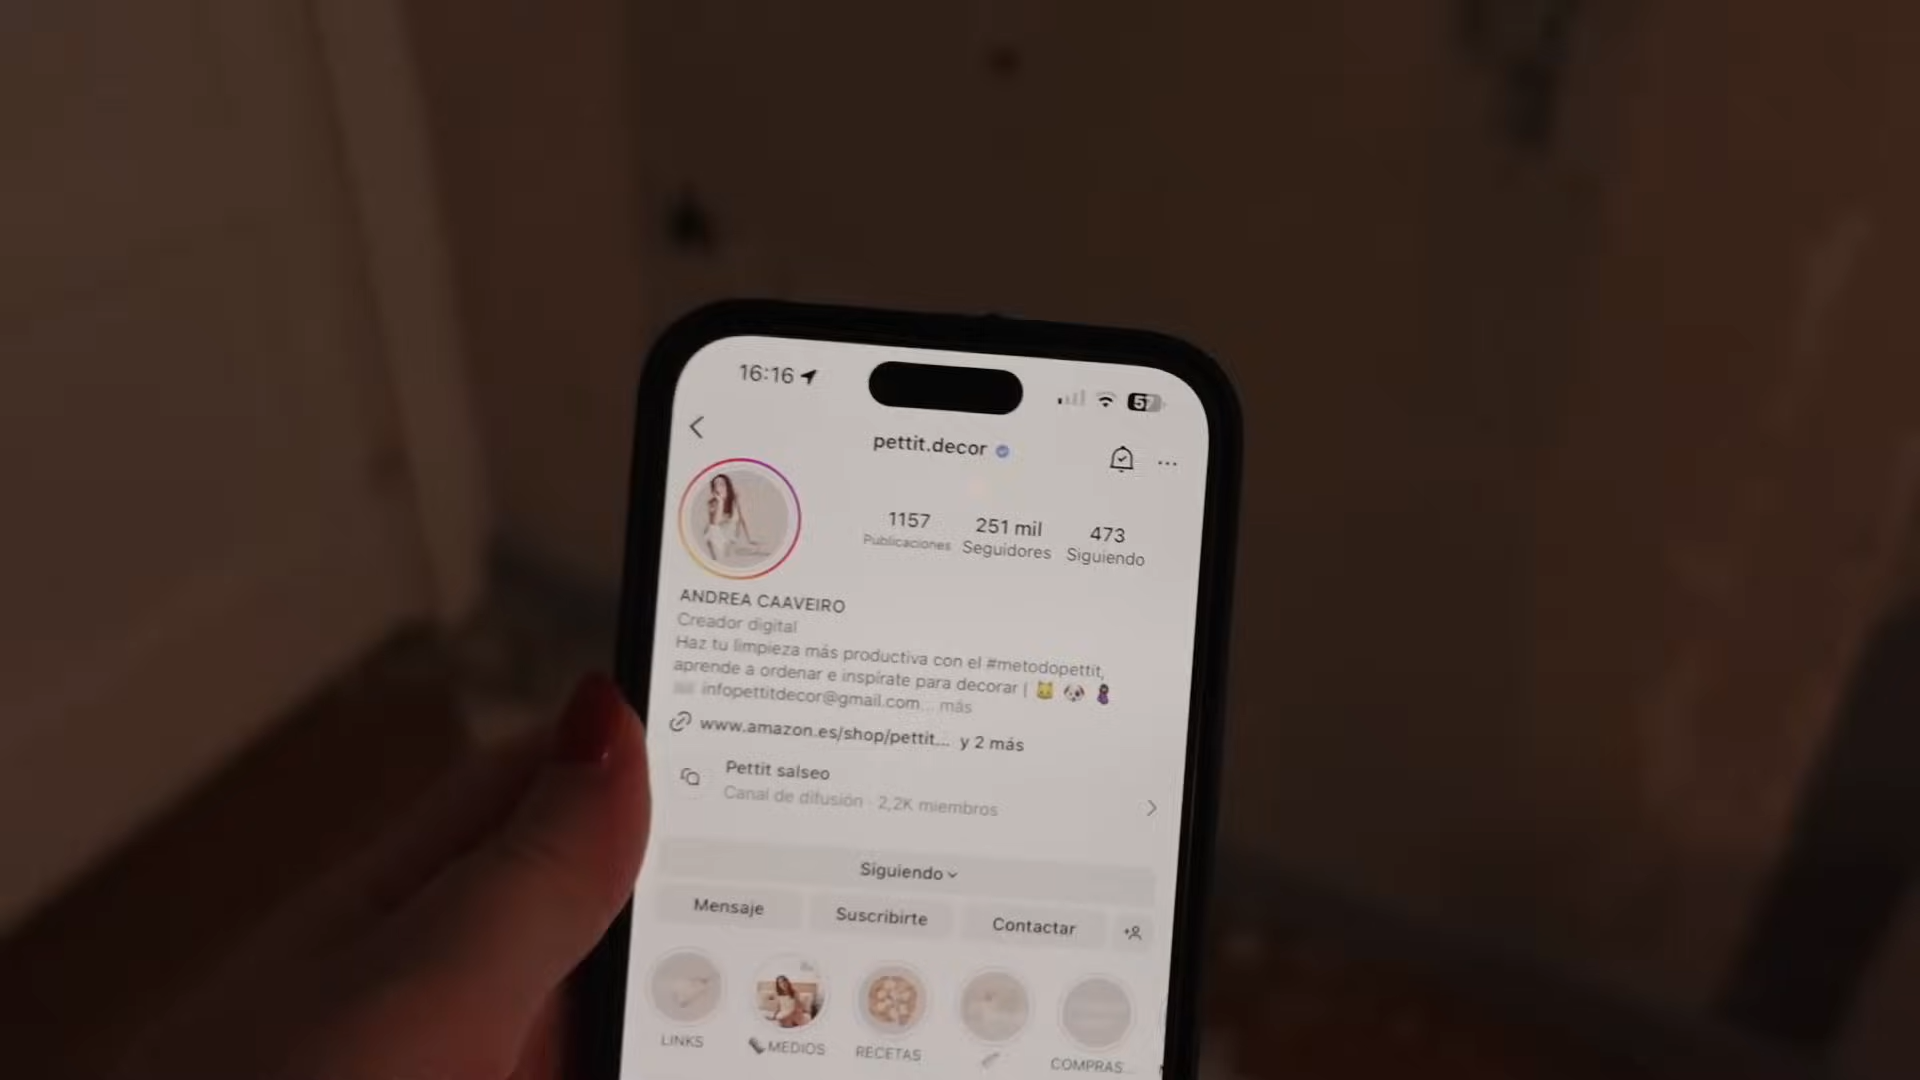 16:16
57
pettit.decor
1157 251 mil 473
Publicaciones Seguidores Siguiendo
ANDREA CAAVEIRO
Creador digital
Haz tu limpieza más productiva con el #metodopettit,
aprende a ordenar e inspírate para decorar |
infopettitdecor@gmail.com... más
www.amazon.es/shop/pettit... y 2 más
Pettit salseo
Canal de difusión · 2,2K miembros
Siguiendo
Mensaje Suscribirte Contactar
LINKS MEDIOS RECETAS COMPRAS...